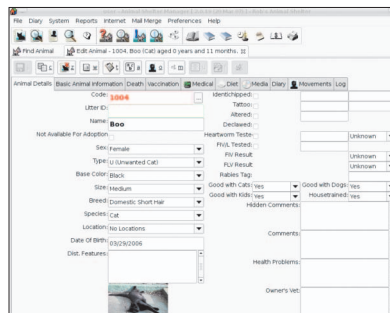 File Diary System Reports Internet Mail Merge Preferences Help
Find Animal Edit Animal - 1004, Boo (Cat) aged 0 years and 11 months.
Animal Details Basic Animal Information Death Vaccination Medical Diet Media Diary Movements Log
Code: 1004 Identichipped:
Litter ID: Tattoo:
Altered:
Name: Boo Declawed:
Not Available For Adoption Heartworm Teste Unknown
Sex Female FIV/L Tested:
FIV Result Unknown
Type: U (Unwanted Cat) FLV Result Unknown
Base Color: Black Rabies Tag:
Size: Medium Good with Cats: Yes Good with Dogs: Yes
Breed: Domestic Short Hair Good with Kids: Yes Housetrained: Yes
Species: Cat Hidden Comments:
Location: No Locations
Date Of Birth: 03/29/2006 Comments:
Dist. Features:
Health Problems:
Owner's Vet: